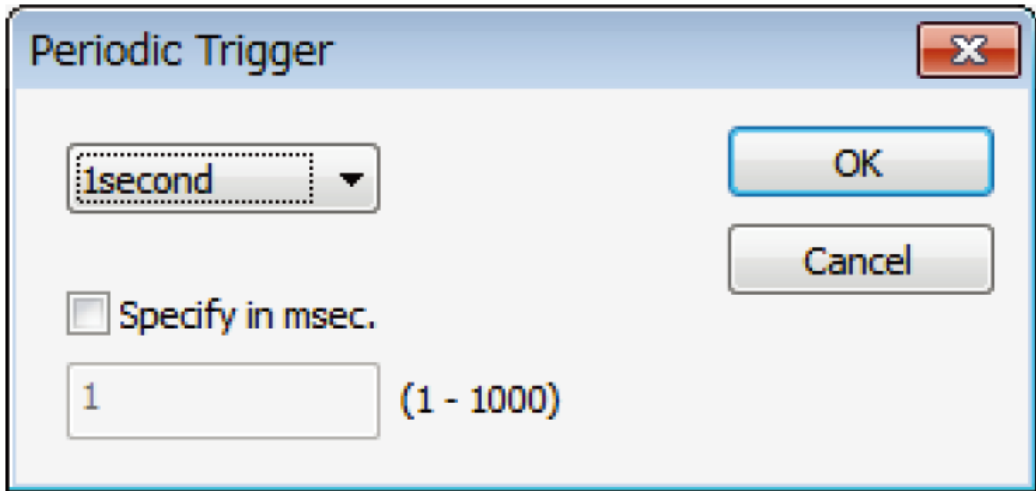 Periodic Trigger
1second
OK
Cancel
Specify in msec.
1
(1 - 1000)